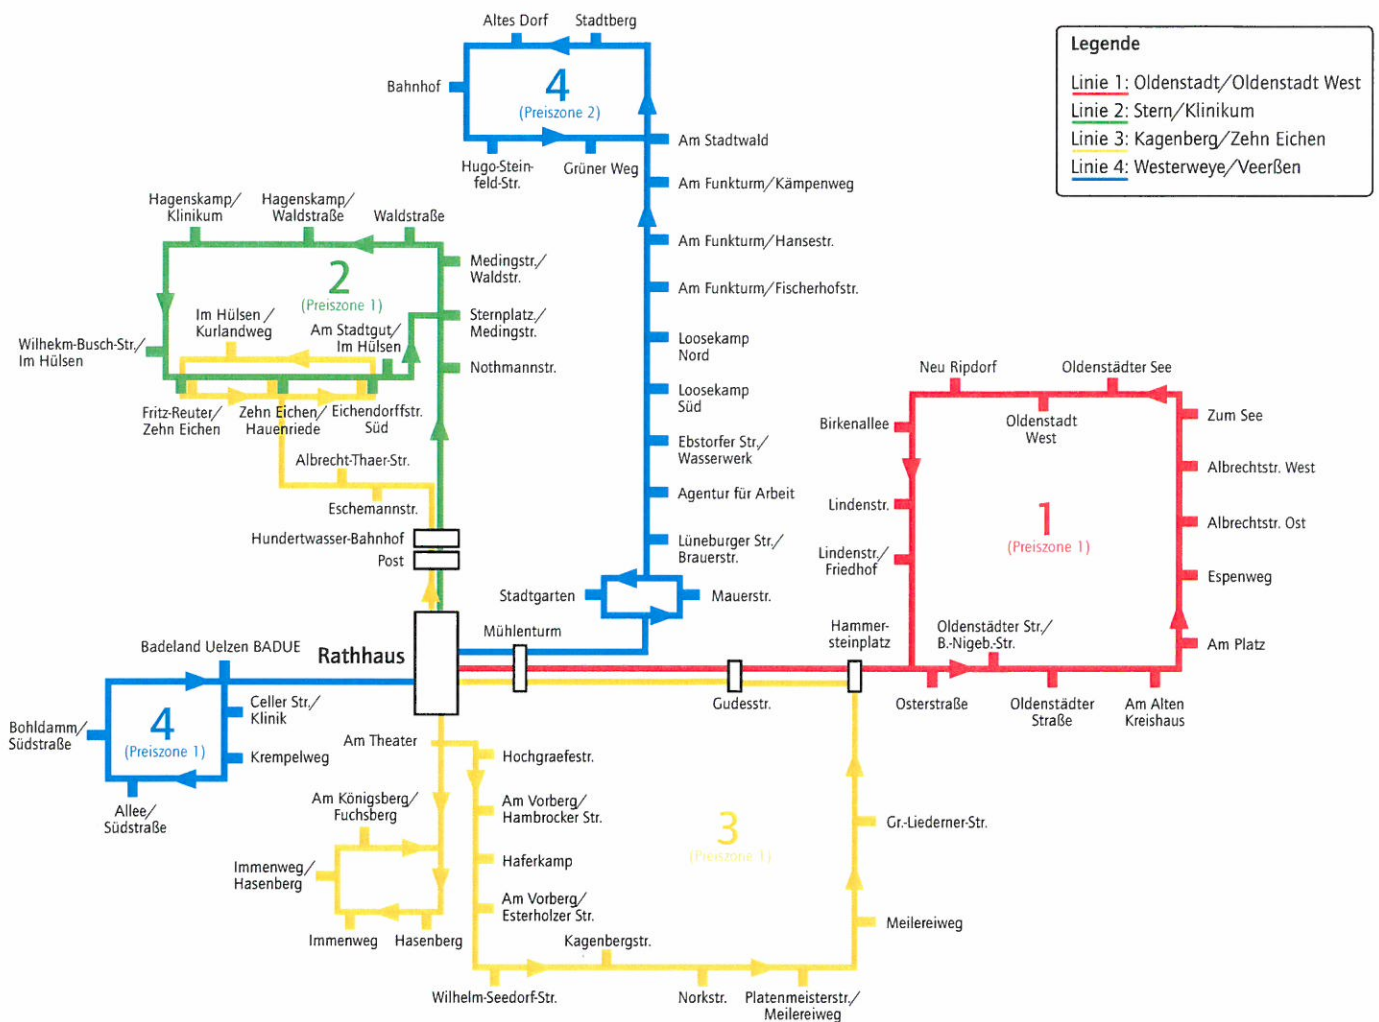 Legende
Linie 1: Oldenstadt/Oldenstadt West
Linie 2: Stern/Klinikum
Linie 3: Kagenberg/Zehn Eichen
Linie 4: Westerweye/Veerßen
Altes Dorf
Stadtberg
Bahnhof
4
(Preiszone 2)
Hugo-Stein-
feld-Str.
Grüner Weg
Am Stadtwald
Am Funkturm/Kämpenweg
Am Funkturm/Hansestr.
Am Funkturm/Fischerhofstr.
Loosekamp
Nord
Loosekamp
Süd
Ebstorfer Str./
Wasserwerk
Agentur für Arbeit
Lüneburger Str./
Brauerstr.
Stadtgarten
Mauerstr.
Hagenskamp/
Klinikum
Hagenskamp/
Waldstraße
Waldstraße
2
(Preiszone 1)
Medingstr./
Waldstr.
Sternplatz/
Medingstr.
Nothmannstr.
Im Hülsen/
Kurlandweg
Am Stadtgut/
Im Hülsen
Wilhekm-Busch-Str./
Im Hülsen
Fritz-Reuter/
Zehn Eichen
Zehn Eichen/
Hauenriede
Eichendorffstr.
Süd
Albrecht-Thaer-Str.
Eschemannstr.
Hundertwasser-Bahnhof
Post
Neu Ripdorf
Oldenstädter See
Oldenstadt
West
Birkenallee
Zum See
Albrechtstr. West
Lindenstr.
1
(Preiszone 1)
Albrechtstr. Ost
Lindenstr./
Friedhof
Espenweg
Am Platz
Oldenstädter Str./
B.-Nigeb.-Str.
Osterstraße
Oldenstädter
Straße
Am Alten
Kreishaus
Rathhaus
Mühlenturm
Gudesstr.
Hammer-
steinplatz
Badeland Uelzen BADUE
4
(Preiszone 1)
Celler Str./
Klinik
Bohldamm/
Südstraße
Krempelweg
Allee/
Südstraße
Am Theater
Hochgraefestr.
Am Königsberg/
Fuchsberg
Am Vorberg/
Hambrocker Str.
3
(Preiszone 1)
Gr.-Liederner-Str.
Immenweg/
Hasenberg
Haferkamp
Am Vorberg/
Esterholzer Str.
Immenweg
Hasenberg
Meilereiweg
Kagenbergstr.
Wilhelm-Seedorf-Str.
Norkstr.
Platenmeisterstr./
Meilereiweg